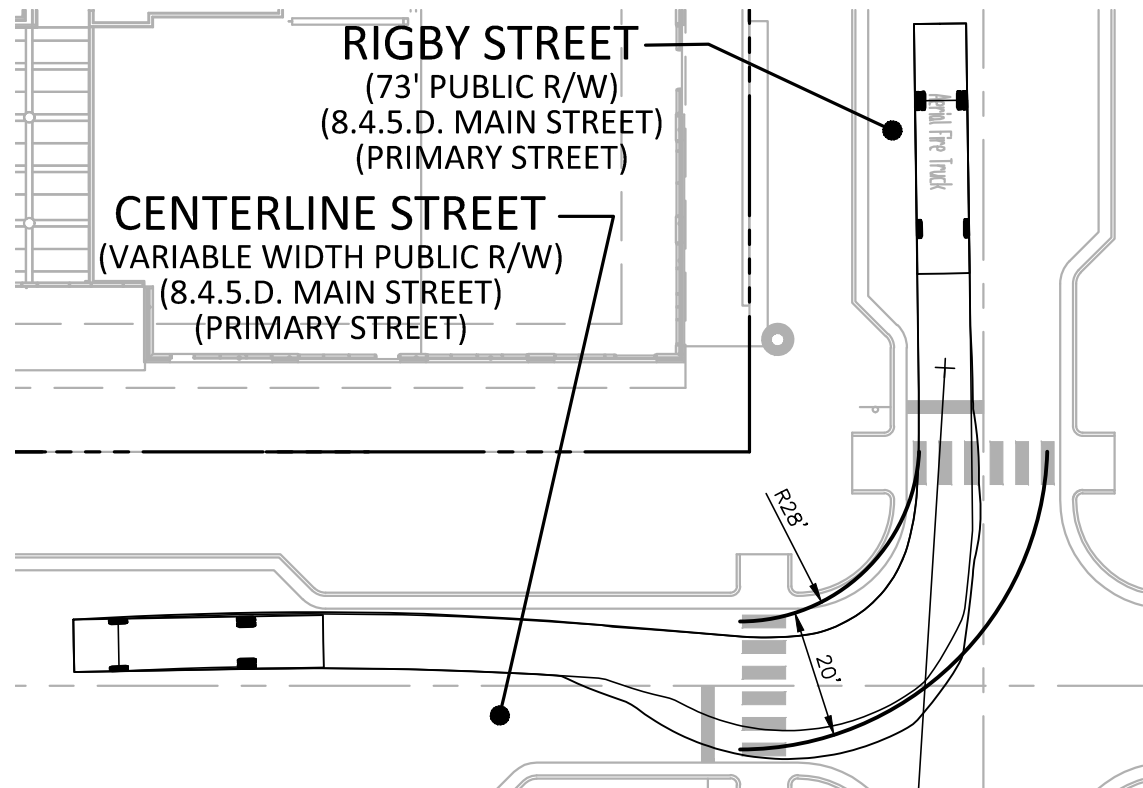 RIGBY STREET
(73' PUBLIC R/W)
(8.4.5.D. MAIN STREET)
(PRIMARY STREET)
CENTERLINE STREET
(VARIABLE WIDTH PUBLIC R/W)
(8.4.5.D. MAIN STREET)
(PRIMARY STREET)
Aerial Fire Truck
R28'
20'